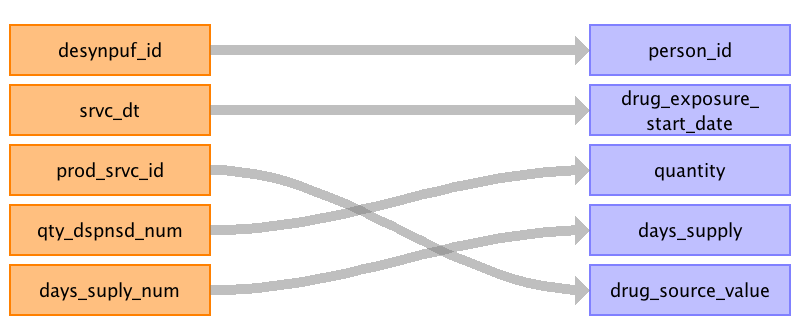 desynpuf_id
person_id
srvc_dt
drug_exposure_
start_date
prod_srvc_id
quantity
qty_dspnsd_num
days_supply
days_suply_num
drug_source_value